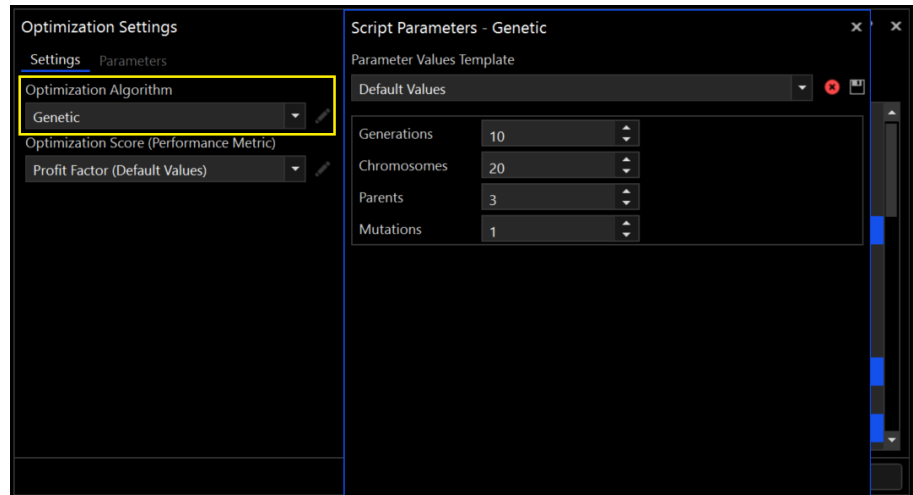 Optimization Settings
Settings Parameters
Optimization Algorithm
Genetic
Optimization Score (Performance Metric)
Profit Factor (Default Values)
Script Parameters - Genetic
Parameter Values Template
Default Values
Generations 10
Chromosomes 20
Parents 3
Mutations 1